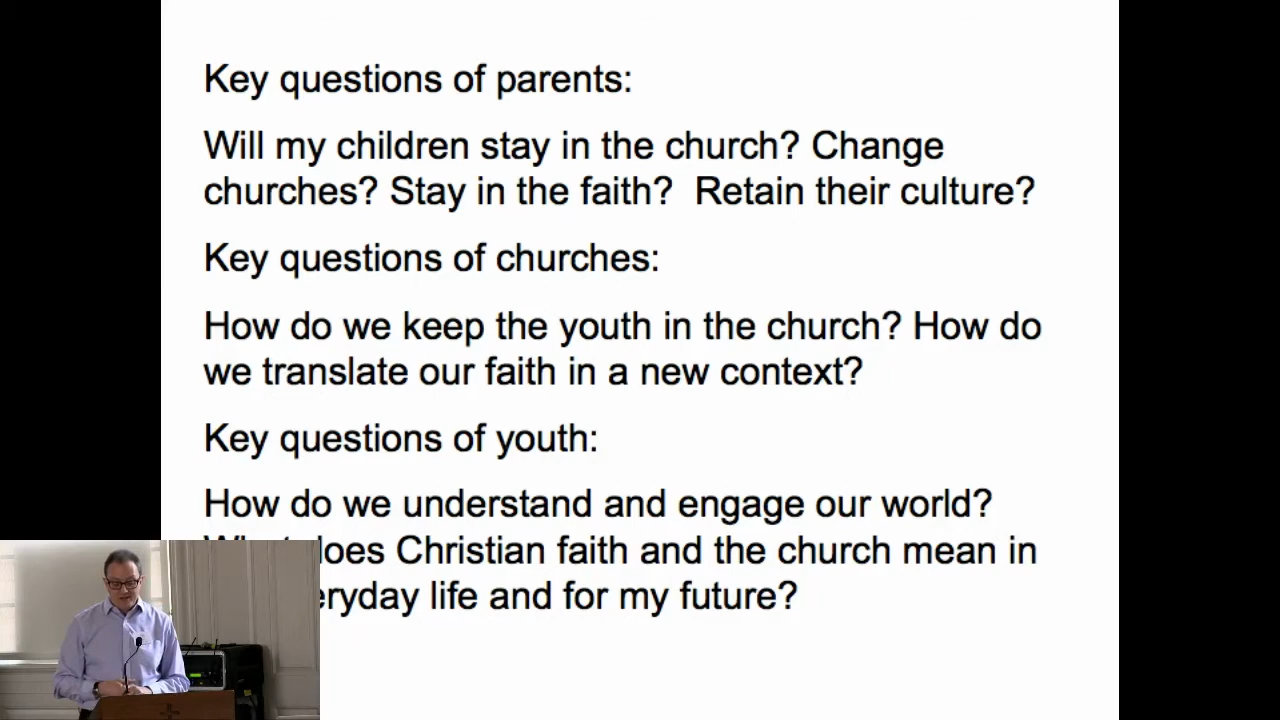 Key questions of parents:
Will my children stay in the church? Change
churches? Stay in the faith?  Retain their culture?
Key questions of churches:
How do we keep the youth in the church? How do
we translate our faith in a new context?
Key questions of youth:
How do we understand and engage our world?
does Christian faith and the church mean in
life and for my future?